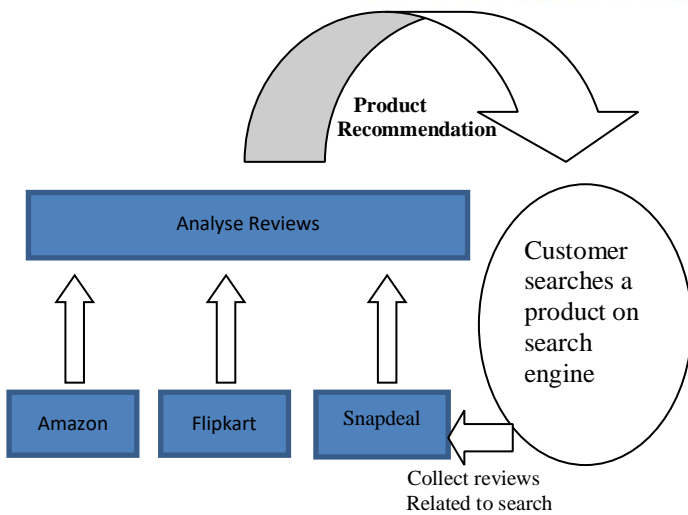 Product
Recommendation
Analyse Reviews
Customer
searches a
product on
search
engine
Amazon
Flipkart
Snapdeal
Collect reviews
Related to search